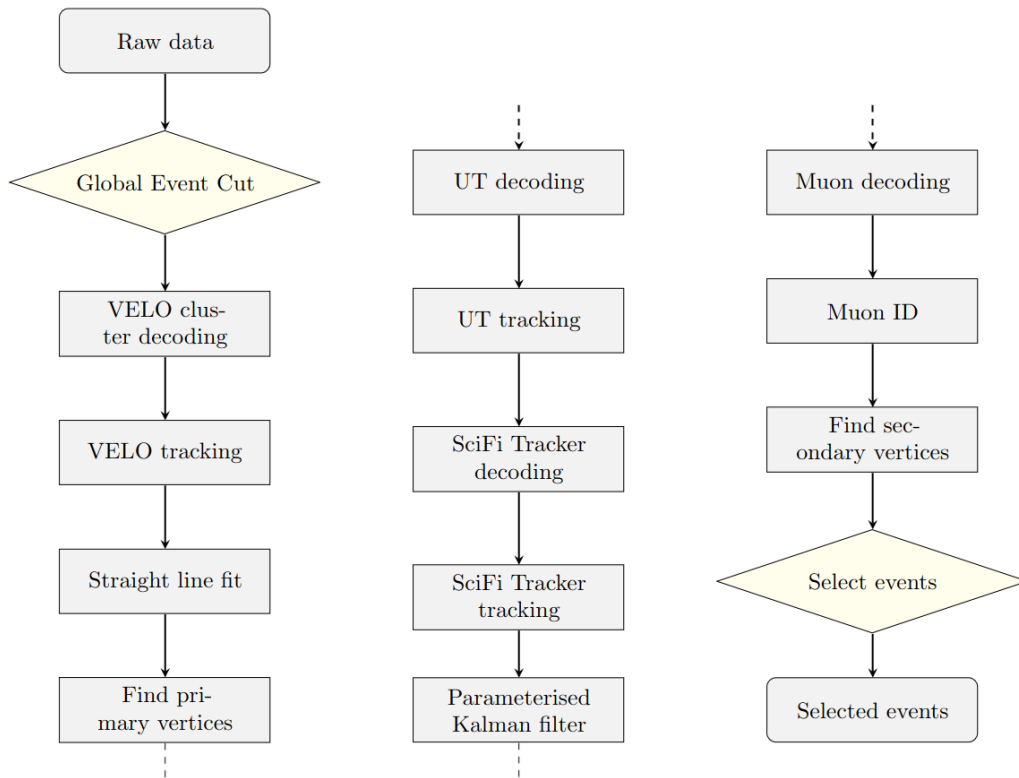 Raw data
Global Event Cut
VELO clus-
ter decoding
VELO tracking
Straight line fit
Find pri-
mary vertices
UT decoding
UT tracking
SciFi Tracker
decoding
SciFi Tracker
tracking
Parameterised
Kalman filter
Muon decoding
Muon ID
Find sec-
ondary vertices
Select events
Selected events